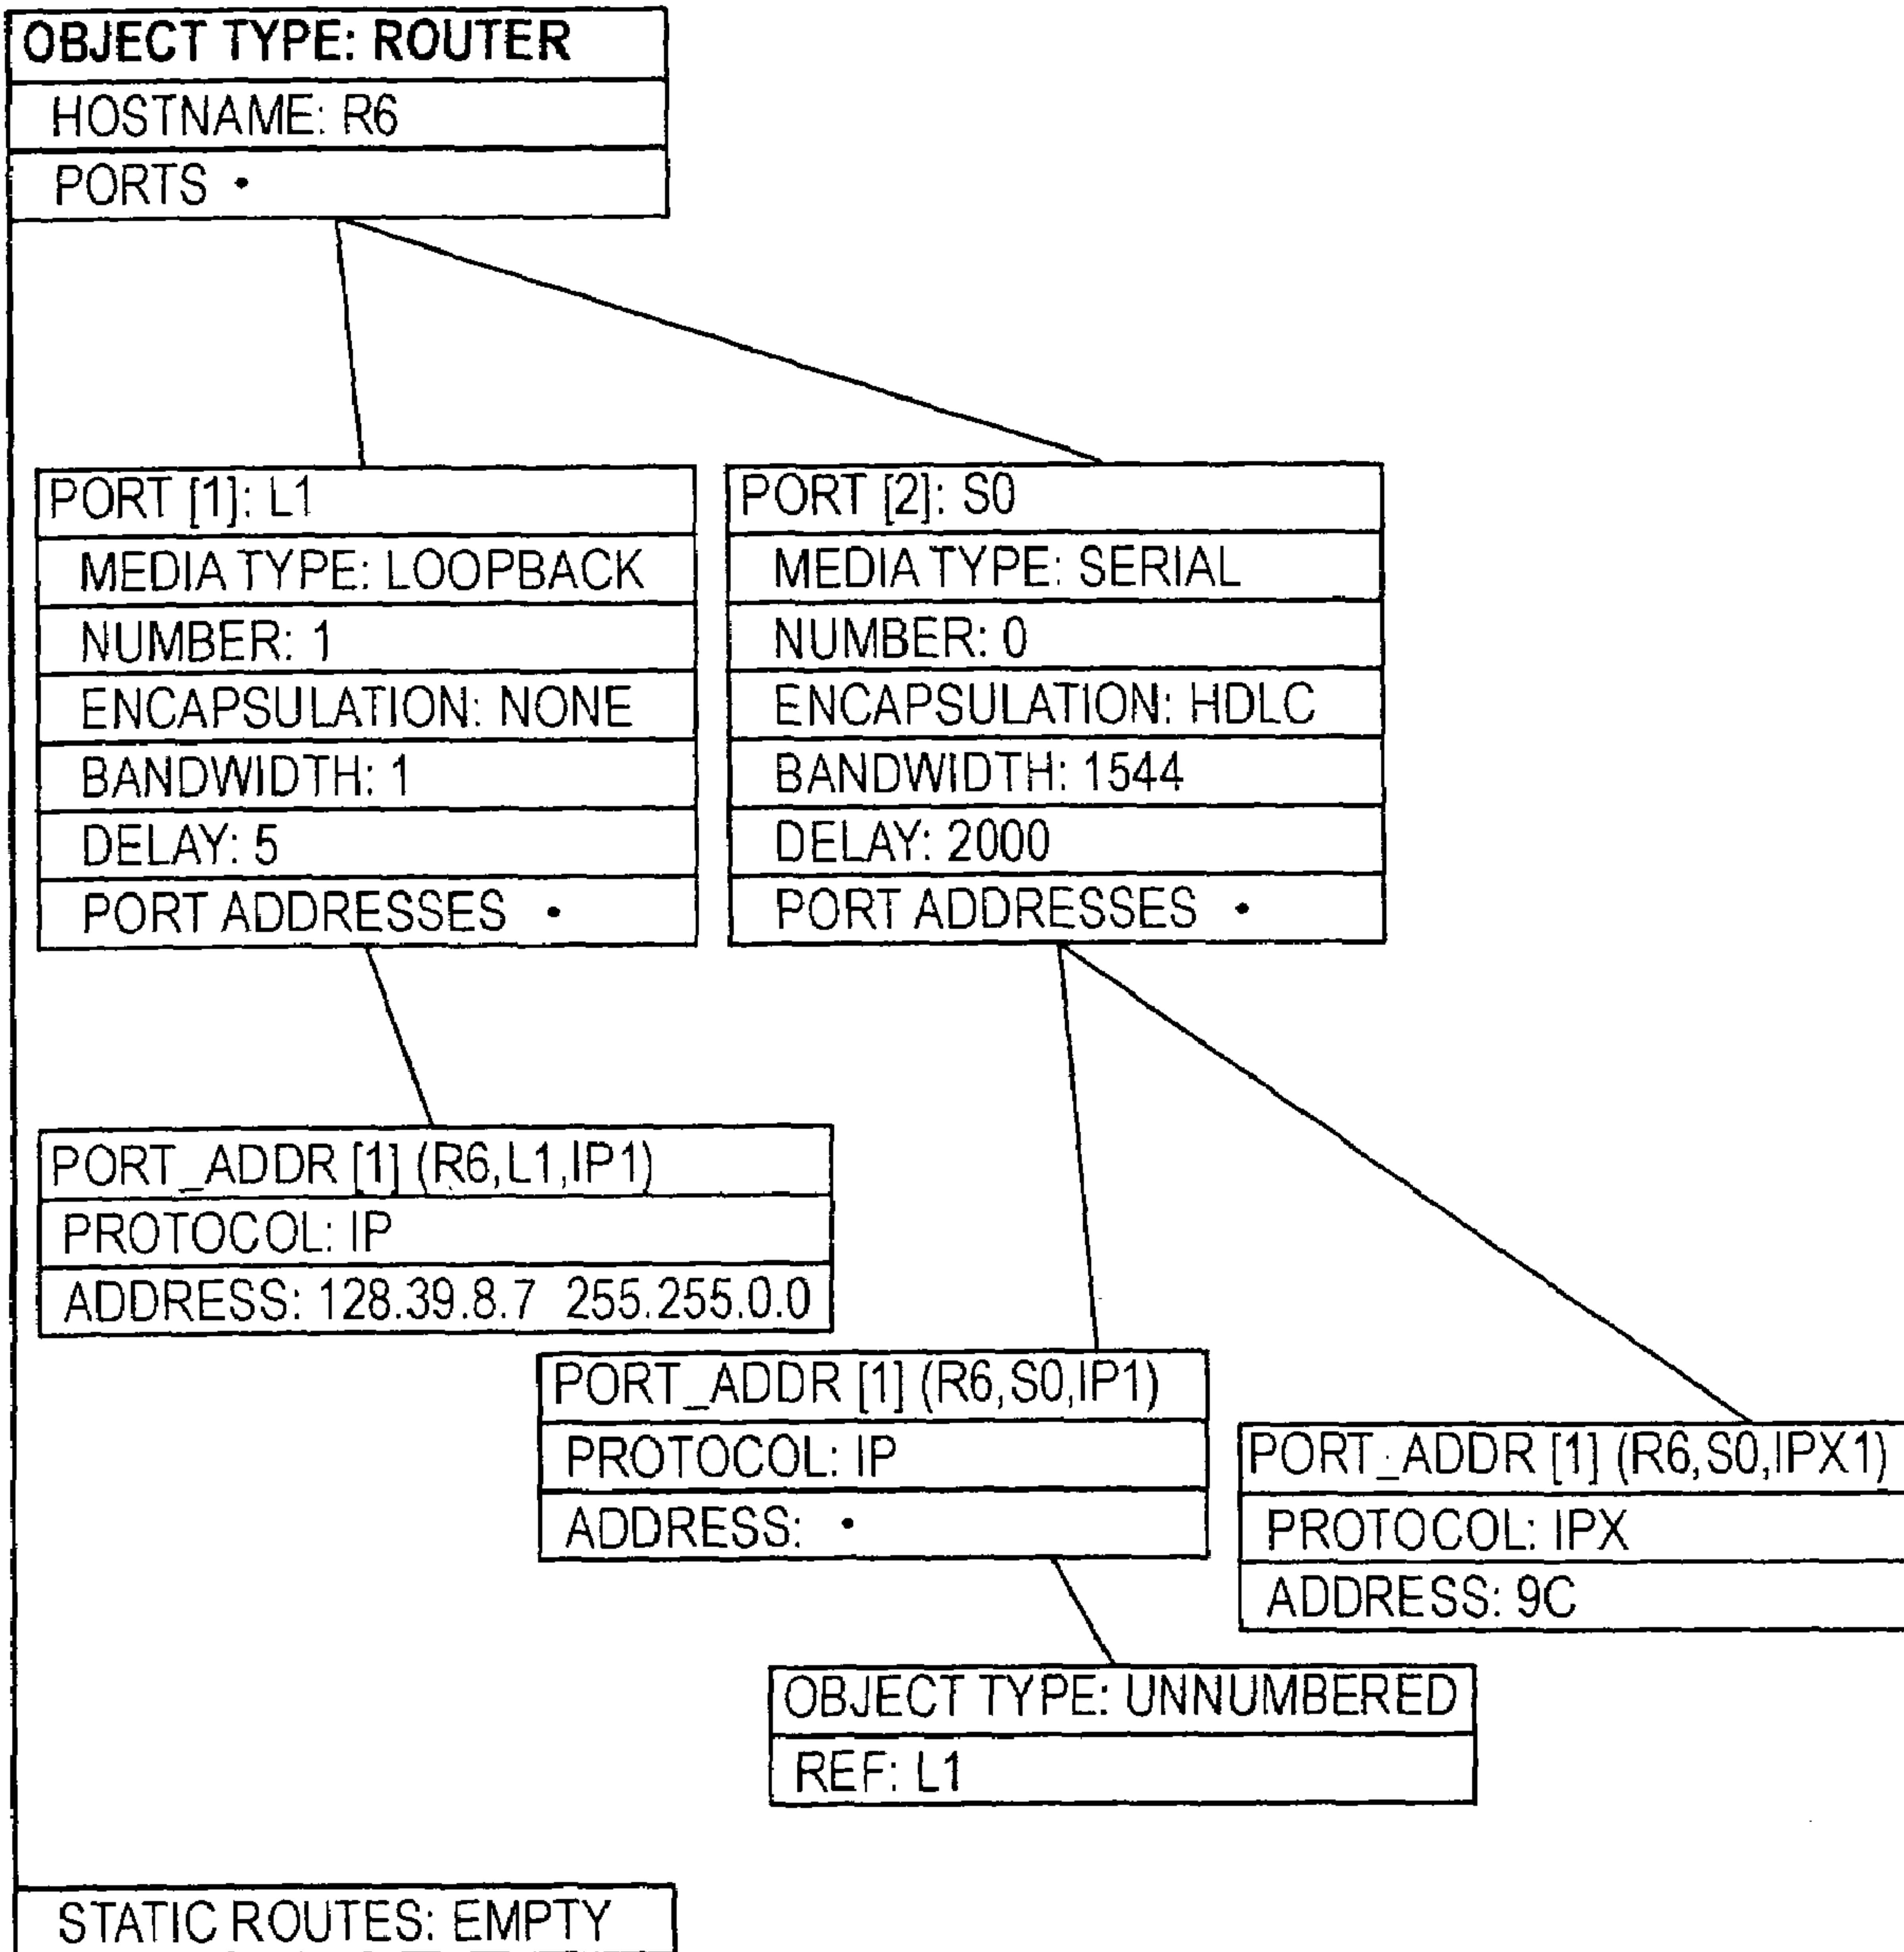 OBJECT TYPE: ROUTER
HOSTNAME: R6
PORTS •
PORT [1]: L1
MEDIA TYPE: LOOPBACK
NUMBER: 1
ENCAPSULATION: NONE
BANDWIDTH: 1
DELAY: 5
PORT ADDRESSES •
PORT [2]: S0
MEDIA TYPE: SERIAL
NUMBER: 0
ENCAPSULATION: HDLC
BANDWIDTH: 1544
DELAY: 2000
PORT ADDRESSES •
PORT_ADDR [1] (R6,L1,IP1)
PROTOCOL: IP
ADDRESS: 128.39.8.7 255.255.0.0
PORT_ADDR [1] (R6,S0,IP1)
PROTOCOL: IP
ADDRESS: •
PORT_ADDR [1] (R6,S0,IPX1)
PROTOCOL: IPX
ADDRESS: 9C
OBJECT TYPE: UNNUMBERED
REF: L1
STATIC ROUTES: EMPTY